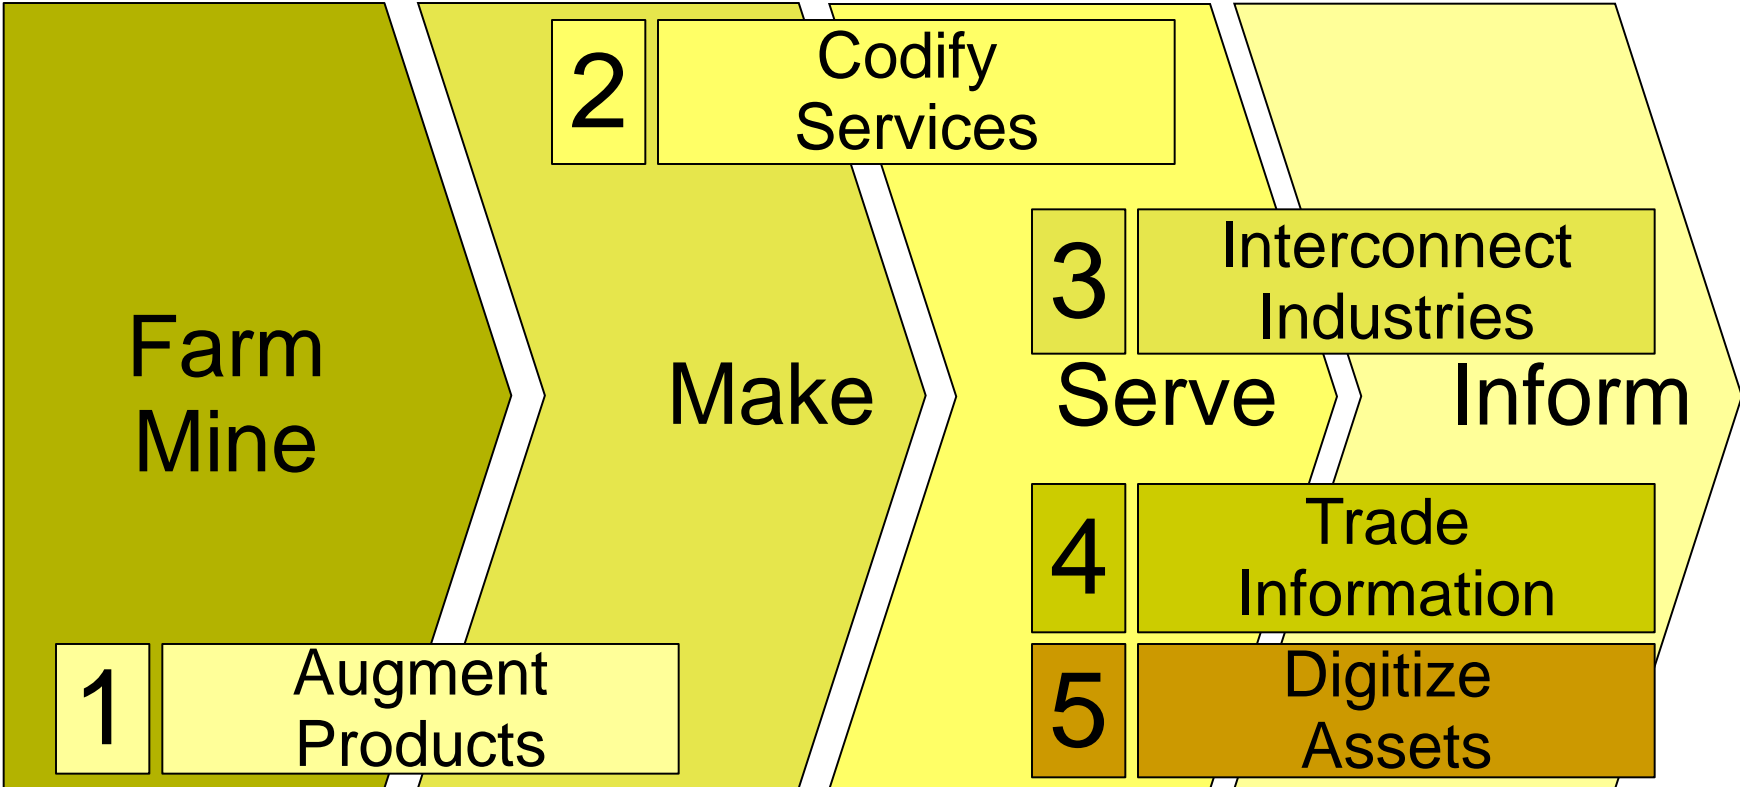 2
Codify
Services
3
Interconnect
Industries
Farm
Mine
Make
Serve
Inform
4
Trade
Information
1
Augment
Products
5
Digitize
Assets